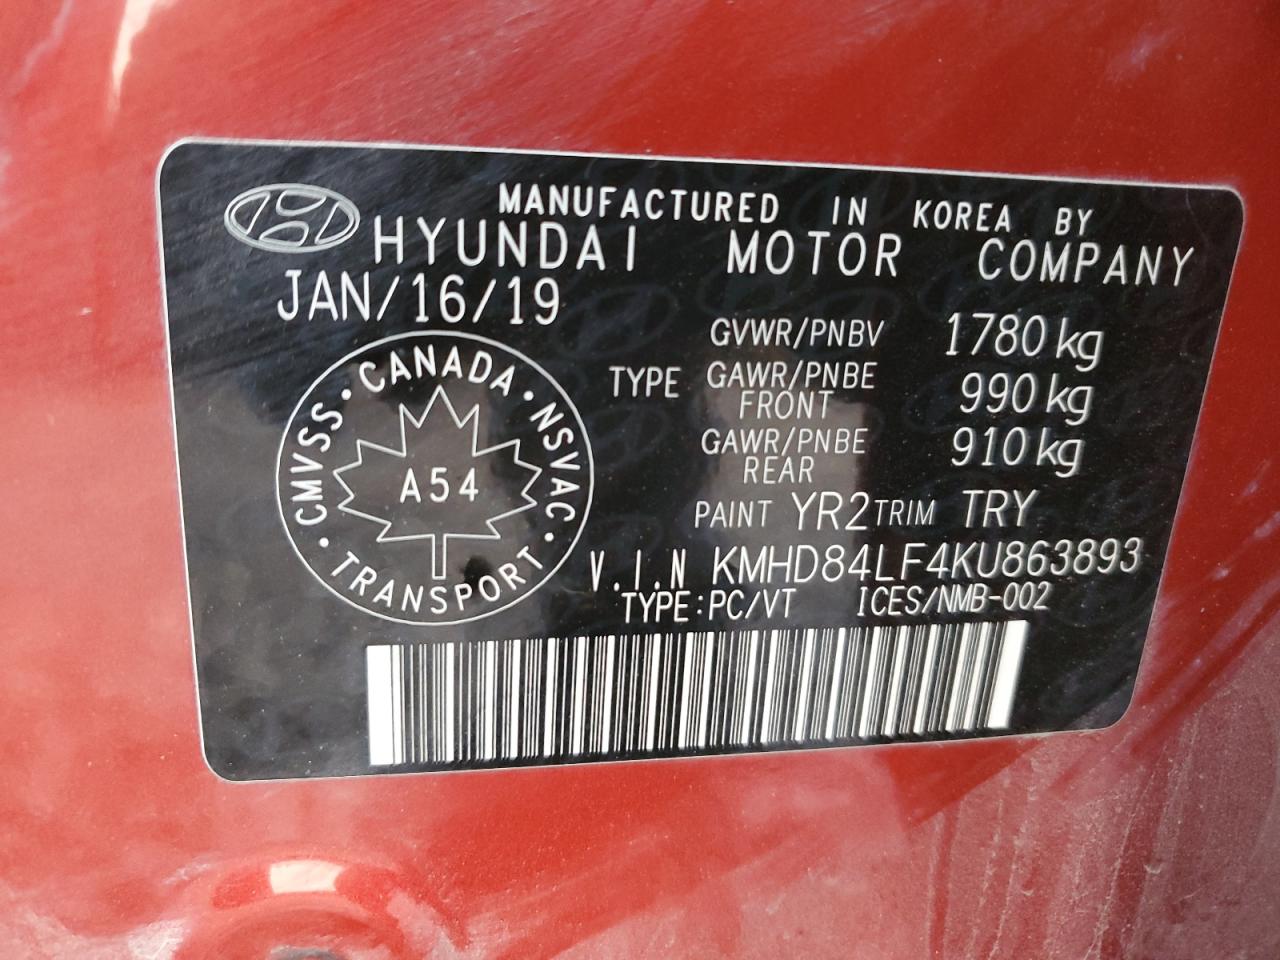 MANUFACTURED IN KOREA BY
HYUNDAI MOTOR COMPANY
JAN/16/19
GVWR/PNBV 1780 kg
TYPE GAWR/PNBE FRONT 990 kg
GAWR/PNBE REAR 910 kg
PAINT YR2 TRIM TRY
V.I.N KMHD84LF4KU863893
TYPE:PC/VT ICES/NMB-002
CMVSS · CANADA · NSVAC · TRANSPORT ·
A54